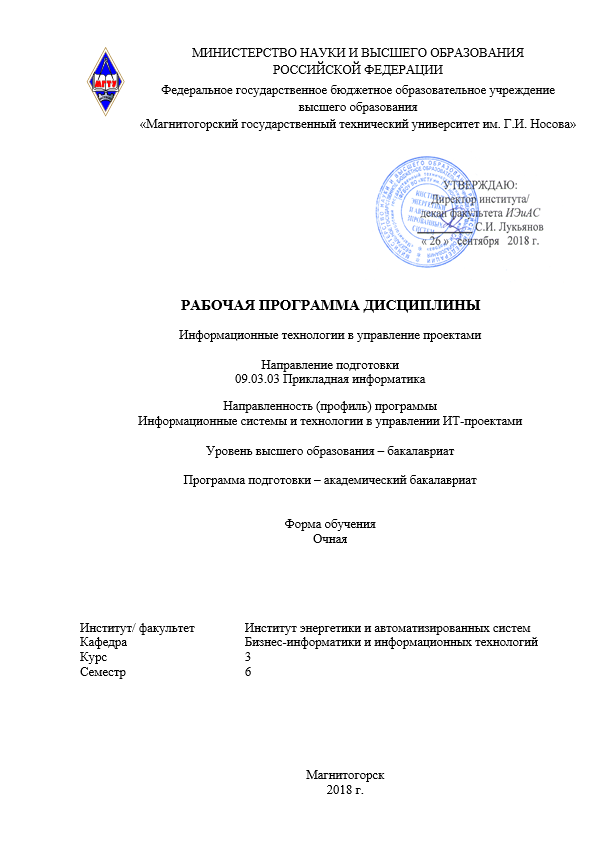 МИНИСТЕРСТВО НАУКИ И ВЫСШЕГО ОБРАЗОВАНИЯ
РОССИЙСКОЙ ФЕДЕРАЦИИ
Федеральное государственное бюджетное образовательное учреждение
высшего образования
«Магнитогорский государственный технический университет им. Г.И. Носова»
МГТУ
УТВЕРЖДАЮ:
Директор института/
декан факультета ИЭиАС
С.И. Лукьянов
« 26 » сентября 2018 г.
РАБОЧАЯ ПРОГРАММА ДИСЦИПЛИНЫ
Информационные технологии в управление проектами
Направление подготовки
09.03.03 Прикладная информатика
Направленность (профиль) программы
Информационные системы и технологии в управлении ИТ-проектами
Уровень высшего образования – бакалавриат
Программа подготовки – академический бакалавриат
Форма обучения
Очная
Институт/ факультет Институт энергетики и автоматизированных систем
Кафедра Бизнес-информатики и информационных технологий
Курс 3
Семестр 6
Магнитогорск
2018 г.